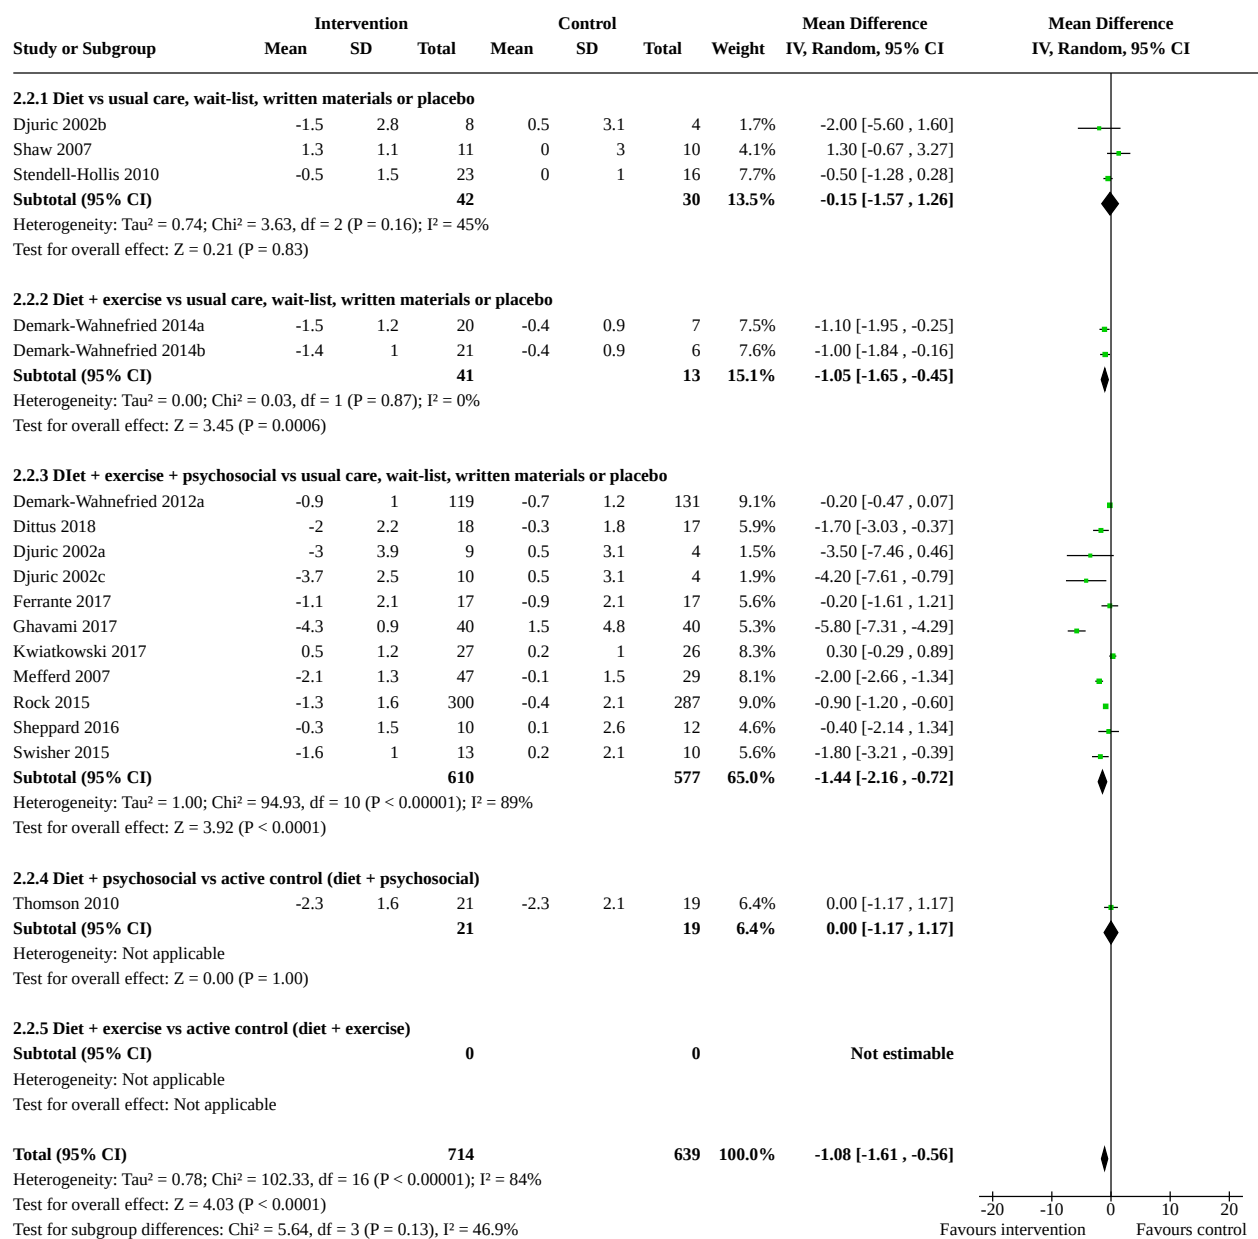 Intervention Control Mean Difference Mean Difference
Study or Subgroup Mean SD Total Mean SD Total Weight IV, Random, 95% CI IV, Random, 95% CI
2.2.1 Diet vs usual care, wait-list, written materials or placebo
Djuric 2002b -1.5 2.8 8 0.5 3.1 4 1.7% -2.00 [-5.60 , 1.60]
Shaw 2007 1.3 1.1 11 0 3 10 4.1% 1.30 [-0.67 , 3.27]
Stendell-Hollis 2010 -0.5 1.5 23 0 1 16 7.7% -0.50 [-1.28 , 0.28]
Subtotal (95% CI) 42 30 13.5% -0.15 [-1.57 , 1.26]
Heterogeneity: Tau² = 0.74; Chi² = 3.63, df = 2 (P = 0.16); I² = 45%
Test for overall effect: Z = 0.21 (P = 0.83)
2.2.2 Diet + exercise vs usual care, wait-list, written materials or placebo
Demark-Wahnefried 2014a -1.5 1.2 20 -0.4 0.9 7 7.5% -1.10 [-1.95 , -0.25]
Demark-Wahnefried 2014b -1.4 1 21 -0.4 0.9 6 7.6% -1.00 [-1.84 , -0.16]
Subtotal (95% CI) 41 13 15.1% -1.05 [-1.65 , -0.45]
Heterogeneity: Tau² = 0.00; Chi² = 0.03, df = 1 (P = 0.87); I² = 0%
Test for overall effect: Z = 3.45 (P = 0.0006)
2.2.3 DIet + exercise + psychosocial vs usual care, wait-list, written materials or placebo
Demark-Wahnefried 2012a -0.9 1 119 -0.7 1.2 131 9.1% -0.20 [-0.47 , 0.07]
Dittus 2018 -2 2.2 18 -0.3 1.8 17 5.9% -1.70 [-3.03 , -0.37]
Djuric 2002a -3 3.9 9 0.5 3.1 4 1.5% -3.50 [-7.46 , 0.46]
Djuric 2002c -3.7 2.5 10 0.5 3.1 4 1.9% -4.20 [-7.61 , -0.79]
Ferrante 2017 -1.1 2.1 17 -0.9 2.1 17 5.6% -0.20 [-1.61 , 1.21]
Ghavami 2017 -4.3 0.9 40 1.5 4.8 40 5.3% -5.80 [-7.31 , -4.29]
Kwiatkowski 2017 0.5 1.2 27 0.2 1 26 8.3% 0.30 [-0.29 , 0.89]
Mefferd 2007 -2.1 1.3 47 -0.1 1.5 29 8.1% -2.00 [-2.66 , -1.34]
Rock 2015 -1.3 1.6 300 -0.4 2.1 287 9.0% -0.90 [-1.20 , -0.60]
Sheppard 2016 -0.3 1.5 10 0.1 2.6 12 4.6% -0.40 [-2.14 , 1.34]
Swisher 2015 -1.6 1 13 0.2 2.1 10 5.6% -1.80 [-3.21 , -0.39]
Subtotal (95% CI) 610 577 65.0% -1.44 [-2.16 , -0.72]
Heterogeneity: Tau² = 1.00; Chi² = 94.93, df = 10 (P < 0.00001); I² = 89%
Test for overall effect: Z = 3.92 (P < 0.0001)
2.2.4 Diet + psychosocial vs active control (diet + psychosocial)
Thomson 2010 -2.3 1.6 21 -2.3 2.1 19 6.4% 0.00 [-1.17 , 1.17]
Subtotal (95% CI) 21 19 6.4% 0.00 [-1.17 , 1.17]
Heterogeneity: Not applicable
Test for overall effect: Z = 0.00 (P = 1.00)
2.2.5 Diet + exercise vs active control (diet + exercise)
Subtotal (95% CI) 0 0 Not estimable
Heterogeneity: Not applicable
Test for overall effect: Not applicable
Total (95% CI) 714 639 100.0% -1.08 [-1.61 , -0.56]
Heterogeneity: Tau² = 0.78; Chi² = 102.33, df = 16 (P < 0.00001); I² = 84%
Test for overall effect: Z = 4.03 (P < 0.0001)
-20 -10 0 10 20
Test for subgroup differences: Chi² = 5.64, df = 3 (P = 0.13), I² = 46.9%
Favours intervention Favours control